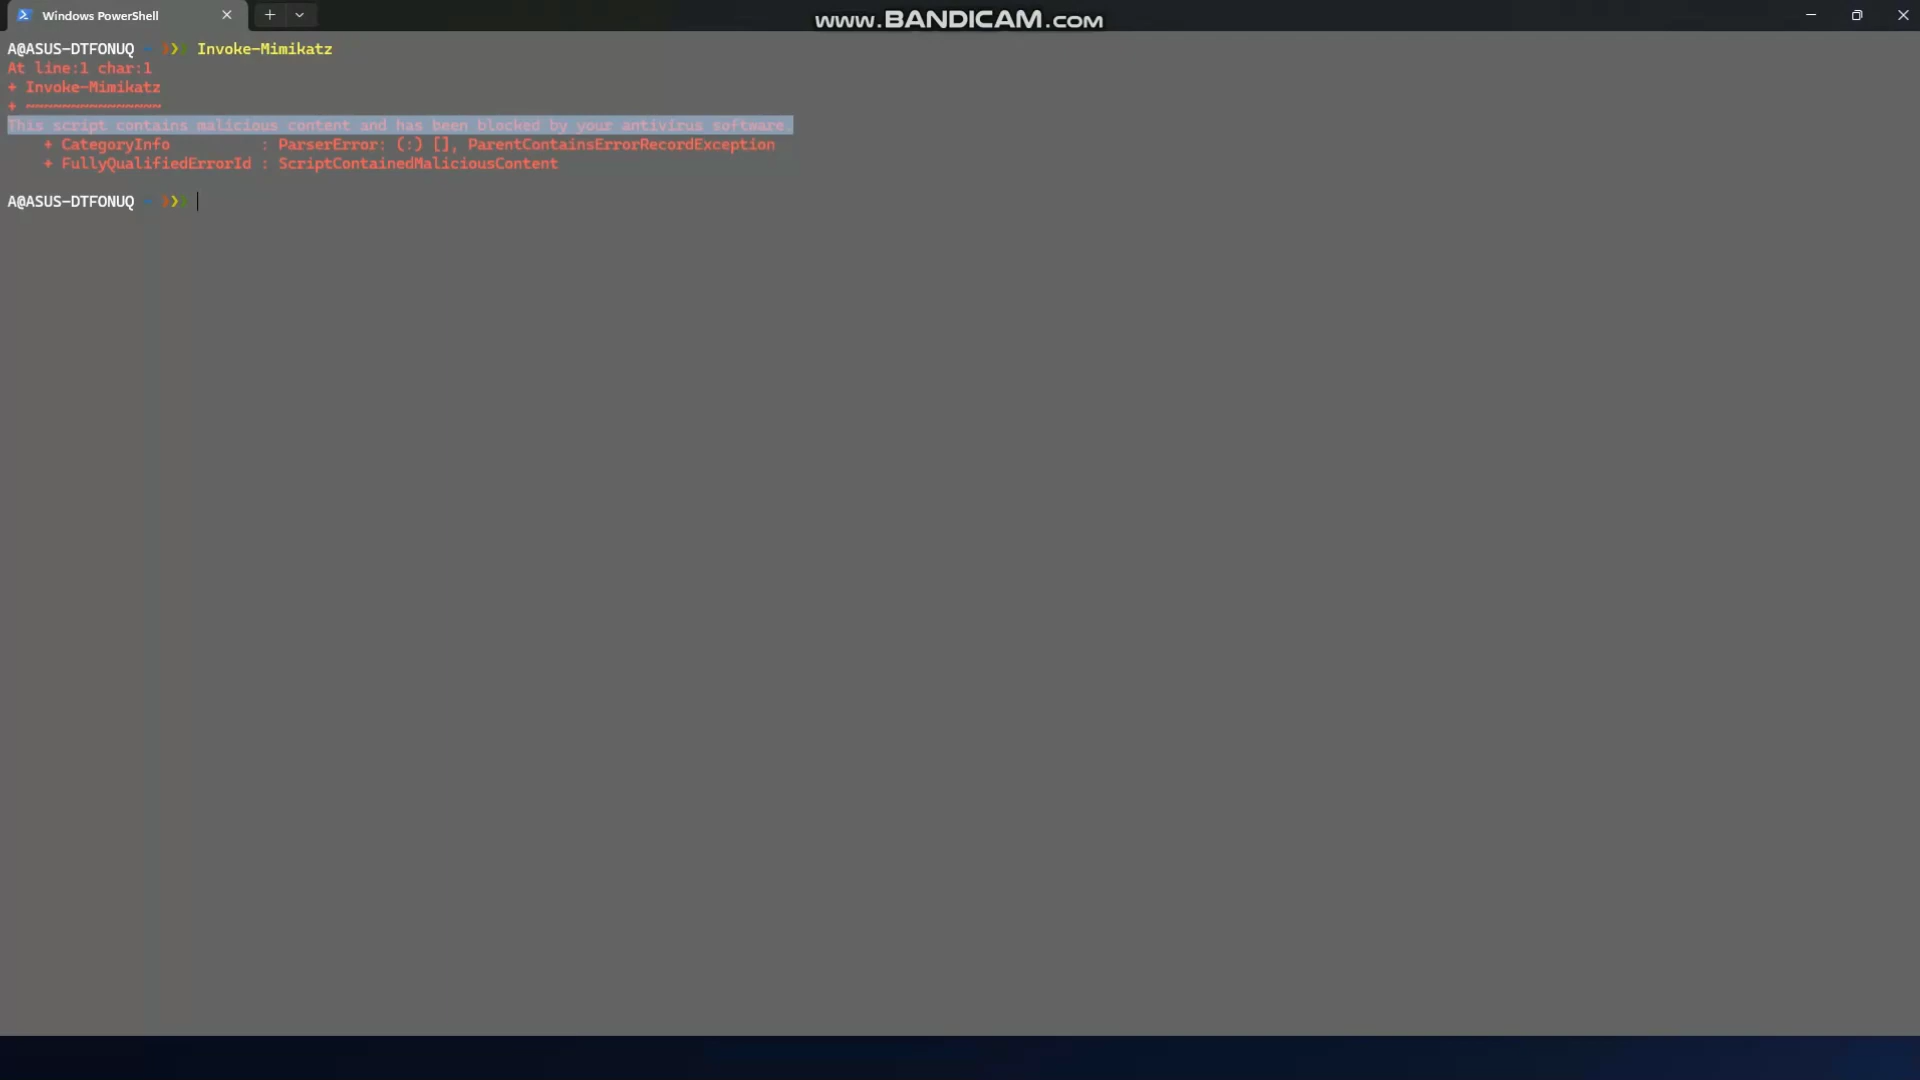 Windows PowerShell
www.BANDICAM.com
A@ASUS-DTFONUQ ~ ❯❯❯ Invoke-Mimikatz
At line:1 char:1
+ Invoke-Mimikatz
+ ~~~~~~~~~~~~~~~
This script contains malicious content and has been blocked by your antivirus software.
    + CategoryInfo          : ParserError: (:) [], ParentContainsErrorRecordException
    + FullyQualifiedErrorId : ScriptContainedMaliciousContent
A@ASUS-DTFONUQ ~ ❯❯❯